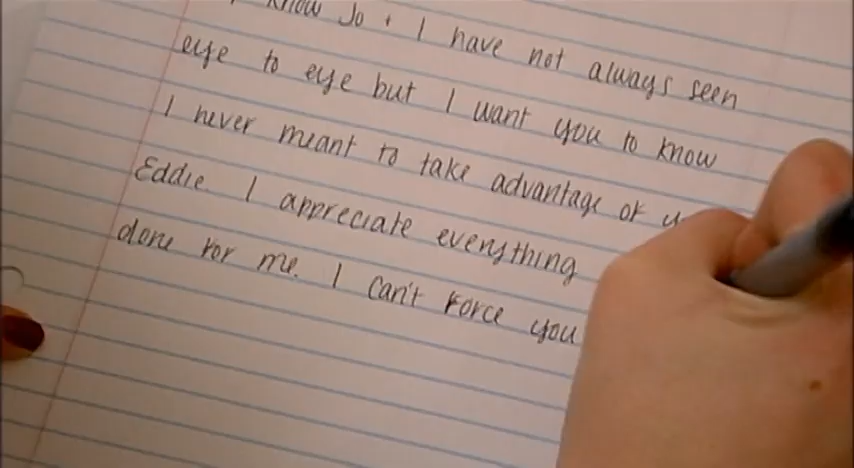 know Jo + I have not always seen
eye to eye but I want you to know
I never meant to take advantage of
Eddie I appreciate everything
done for me. I can't force you